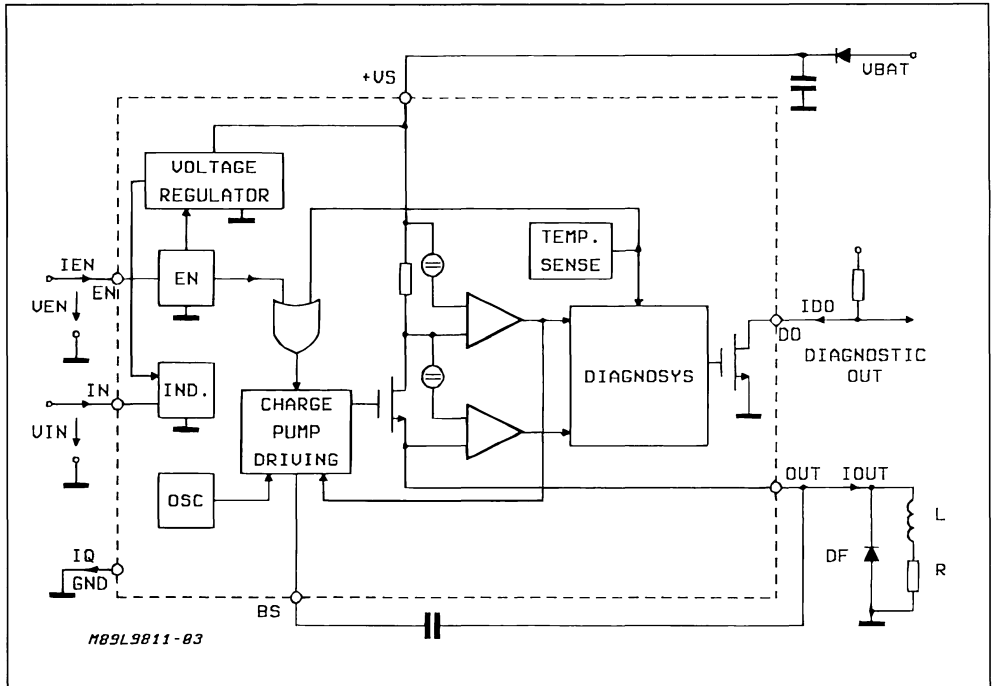 VBAT
+VS
VOLTAGE
REGULATOR
TEMP.
SENSE
IEN
EN
EN
VEN
IDO
DO
DIAGNOSTIC
OUT
DIAGNOSYS
IN
IND.
CHARGE
PUMP
DRIVING
VIN
OSC
OUT
IOUT
L
DF
R
IQ
GND
BS
M89L9811-03